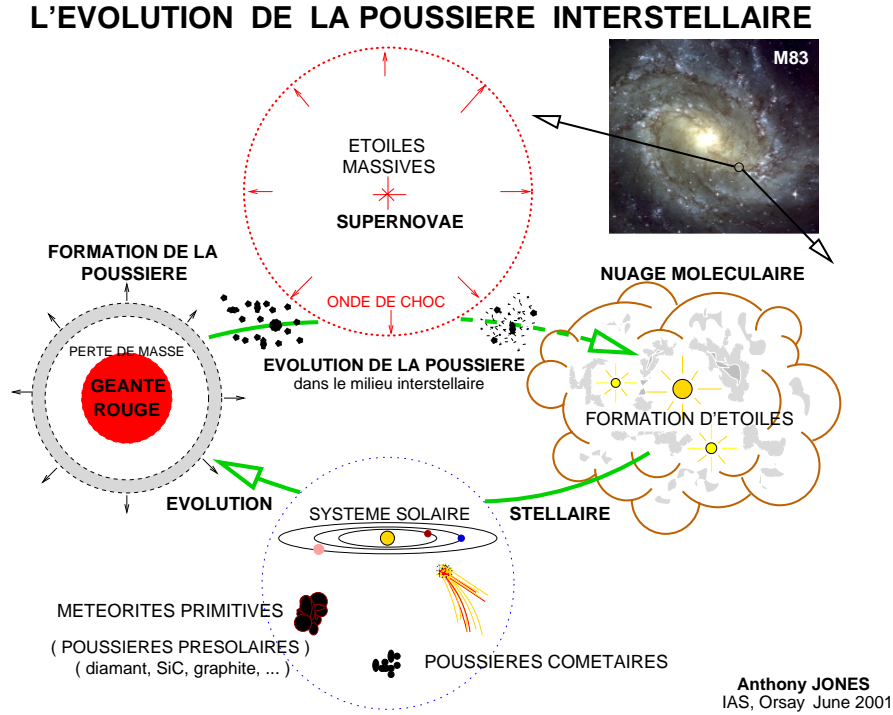 L'EVOLUTION DE LA POUSSIERE INTERSTELLAIRE
M83
ETOILES
MASSIVES
SUPERNOVAE
FORMATION DE LA
POUSSIERE
NUAGE MOLECULAIRE
ONDE DE CHOC
PERTE DE MASSE
EVOLUTION DE LA POUSSIERE
dans le milieu interstellaire
GEANTE
ROUGE
FORMATION D'ETOILES
EVOLUTION
SYSTEME SOLAIRE
STELLAIRE
METEORITES PRIMITIVES
( POUSSIERES PRESOLAIRES )
( diamant, SiC, graphite, ... )
POUSSIERES COMETAIRES
Anthony JONES
IAS, Orsay June 2001